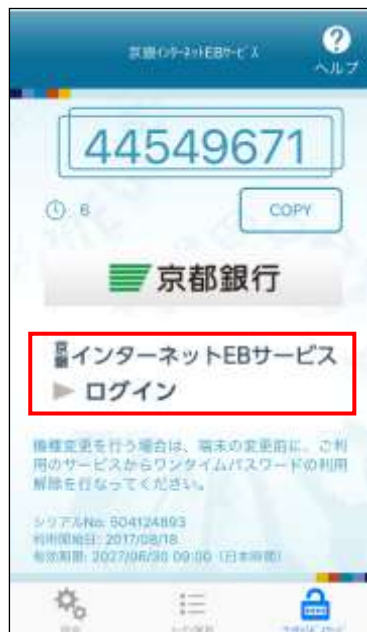 京銀インターネットEBサービス
ヘルプ
44549671
6
COPY
京都銀行
京銀インターネットEBサービス
ログイン
機種変更を行う場合は、端末の変更前に、ご利
用のサービスからワンタイムパスワードの利用
解除を行なってください。
シリアルNo: 504124893
利用開始日: 2017/08/18
有効期限: 2027/06/30 09:00 (日本時間)